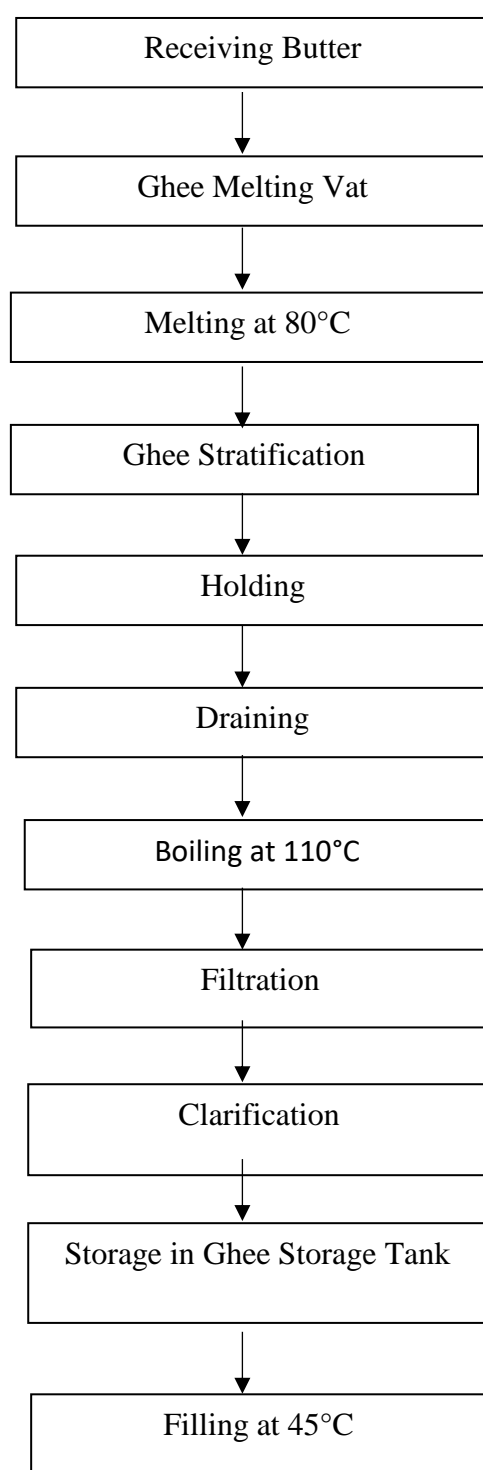 Receiving Butter
Ghee Melting Vat
Melting at 80°C
Ghee Stratification
Holding
Draining
Boiling at 110°C
Filtration
Clarification
Storage in Ghee Storage Tank
Filling at 45°C